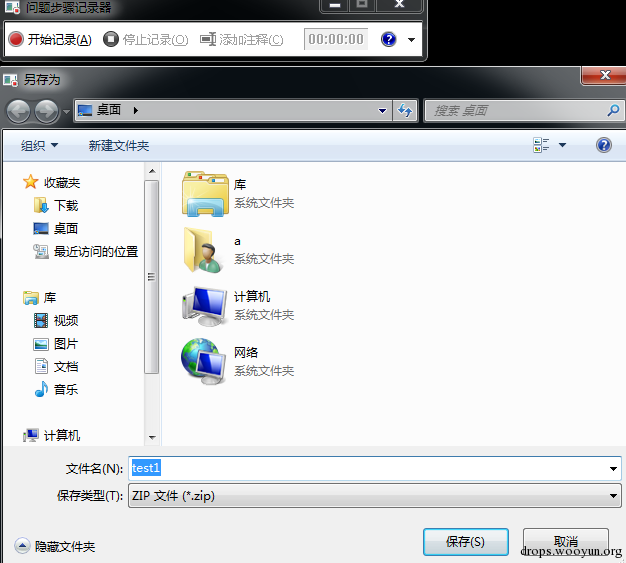 问题步骤记录器
开始记录(A) 停止记录(O) 添加注释(C) 00:00:00
另存为
桌面 搜索 桌面
组织 新建文件夹
收藏夹
下载
桌面
最近访问的位置
库
视频
图片
文档
音乐
计算机
库
系统文件夹
a
系统文件夹
计算机
系统文件夹
网络
系统文件夹
文件名(N): test1
保存类型(T): ZIP 文件 (*.zip)
隐藏文件夹 保存(S) 取消
drops.wooyun.org